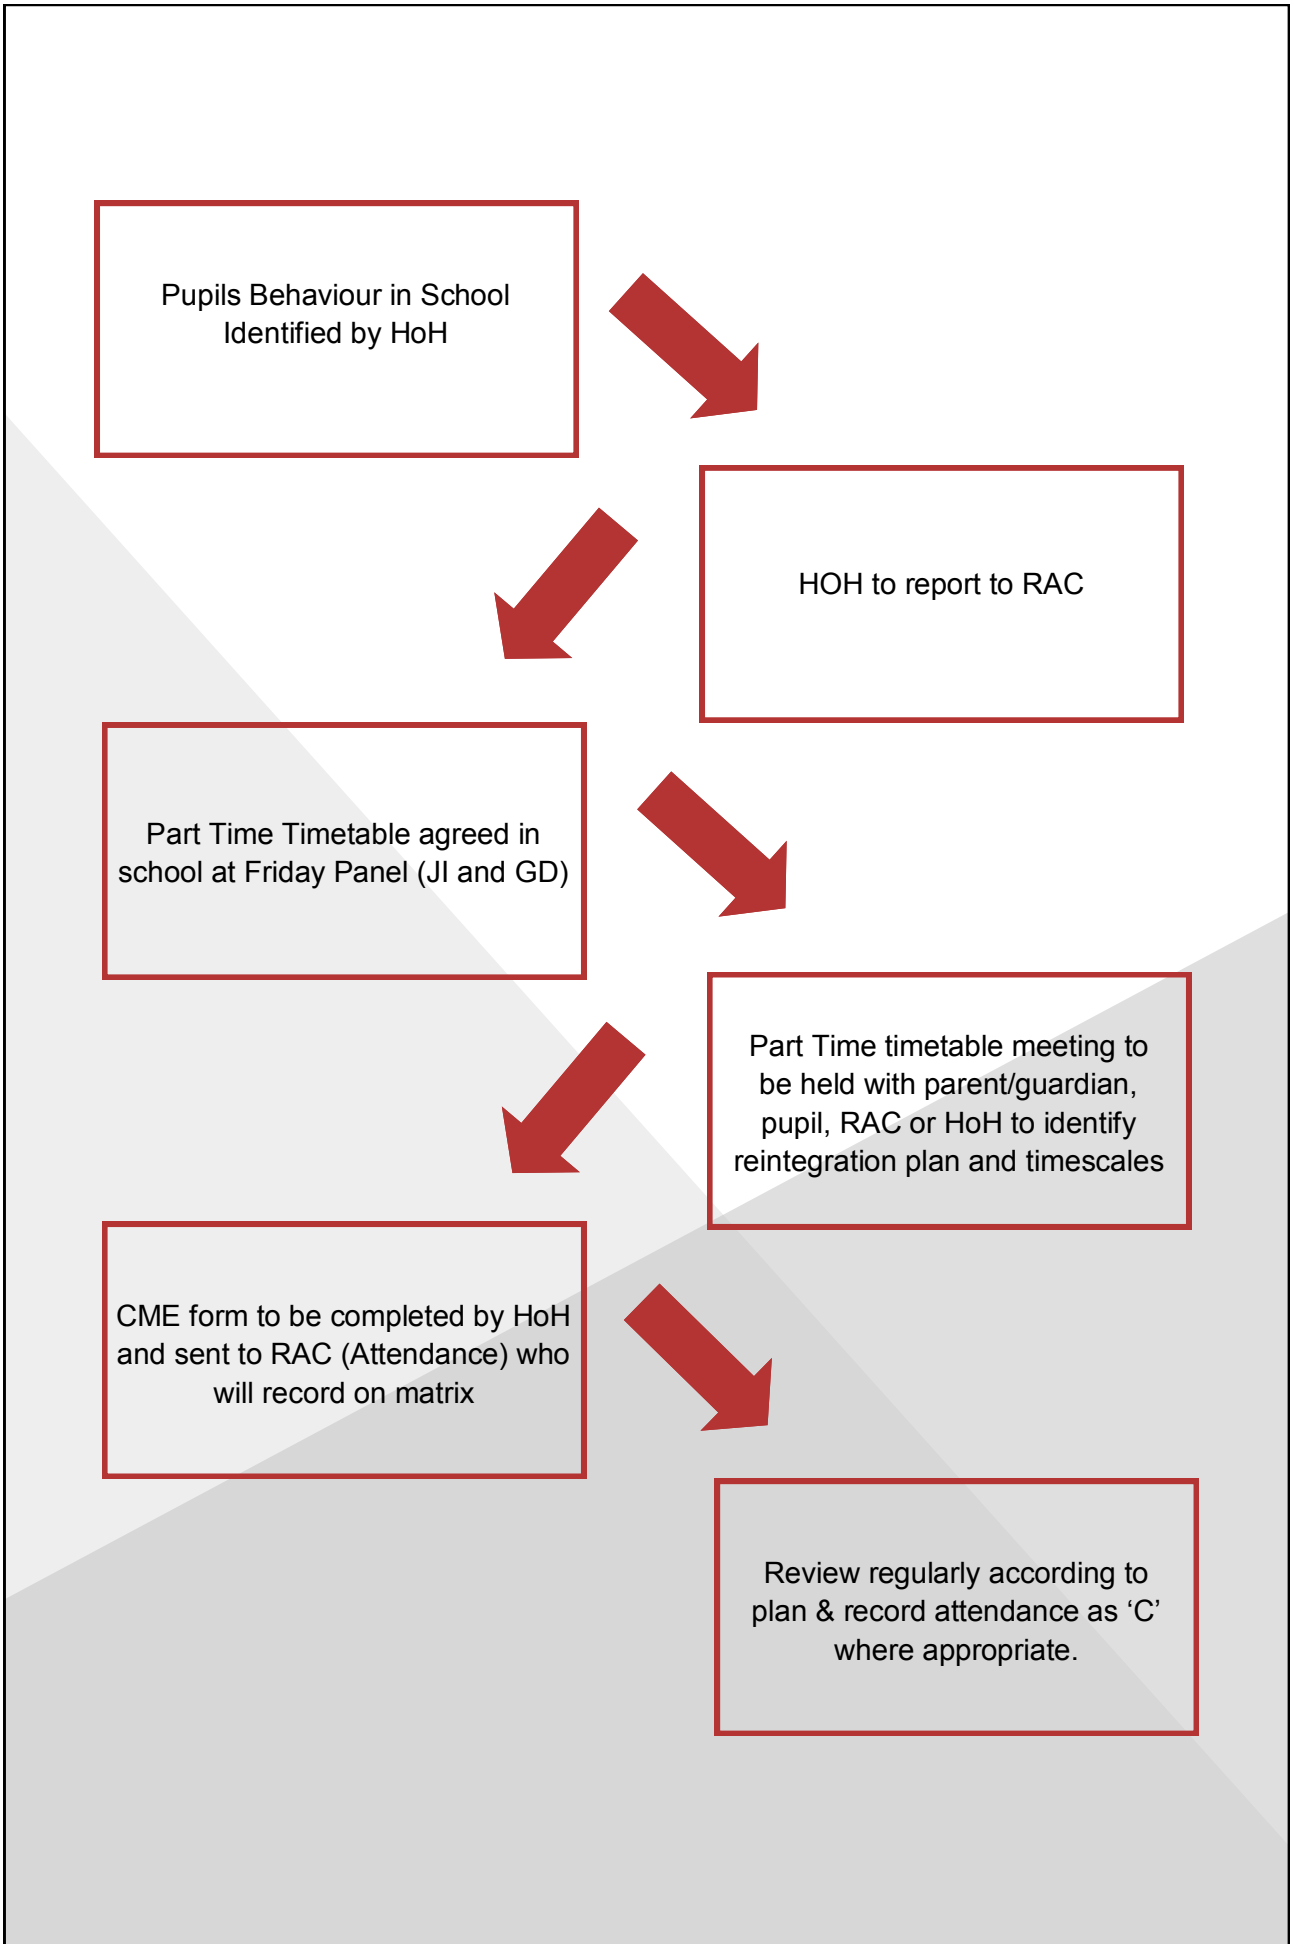 Pupils Behaviour in School
Identified by HoH
HOH to report to RAC
Part Time Timetable agreed in
school at Friday Panel (JI and GD)
Part Time timetable meeting to
be held with parent/guardian,
pupil, RAC or HoH to identify
reintegration plan and timescales
CME form to be completed by HoH
and sent to RAC (Attendance) who
will record on matrix
Review regularly according to
plan & record attendance as ‘C’
where appropriate.